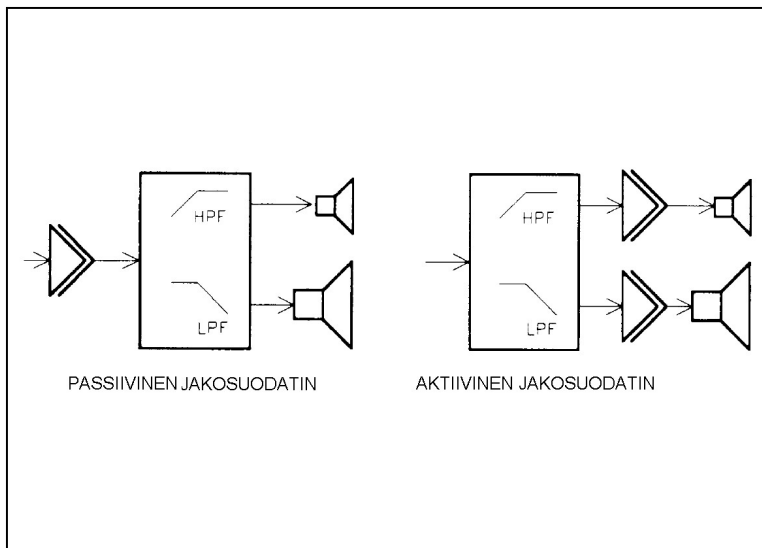 HPF
LPF
PASSIIVINEN JAKOSUODATIN
HPF
LPF
AKTIIVINEN JAKOSUODATIN